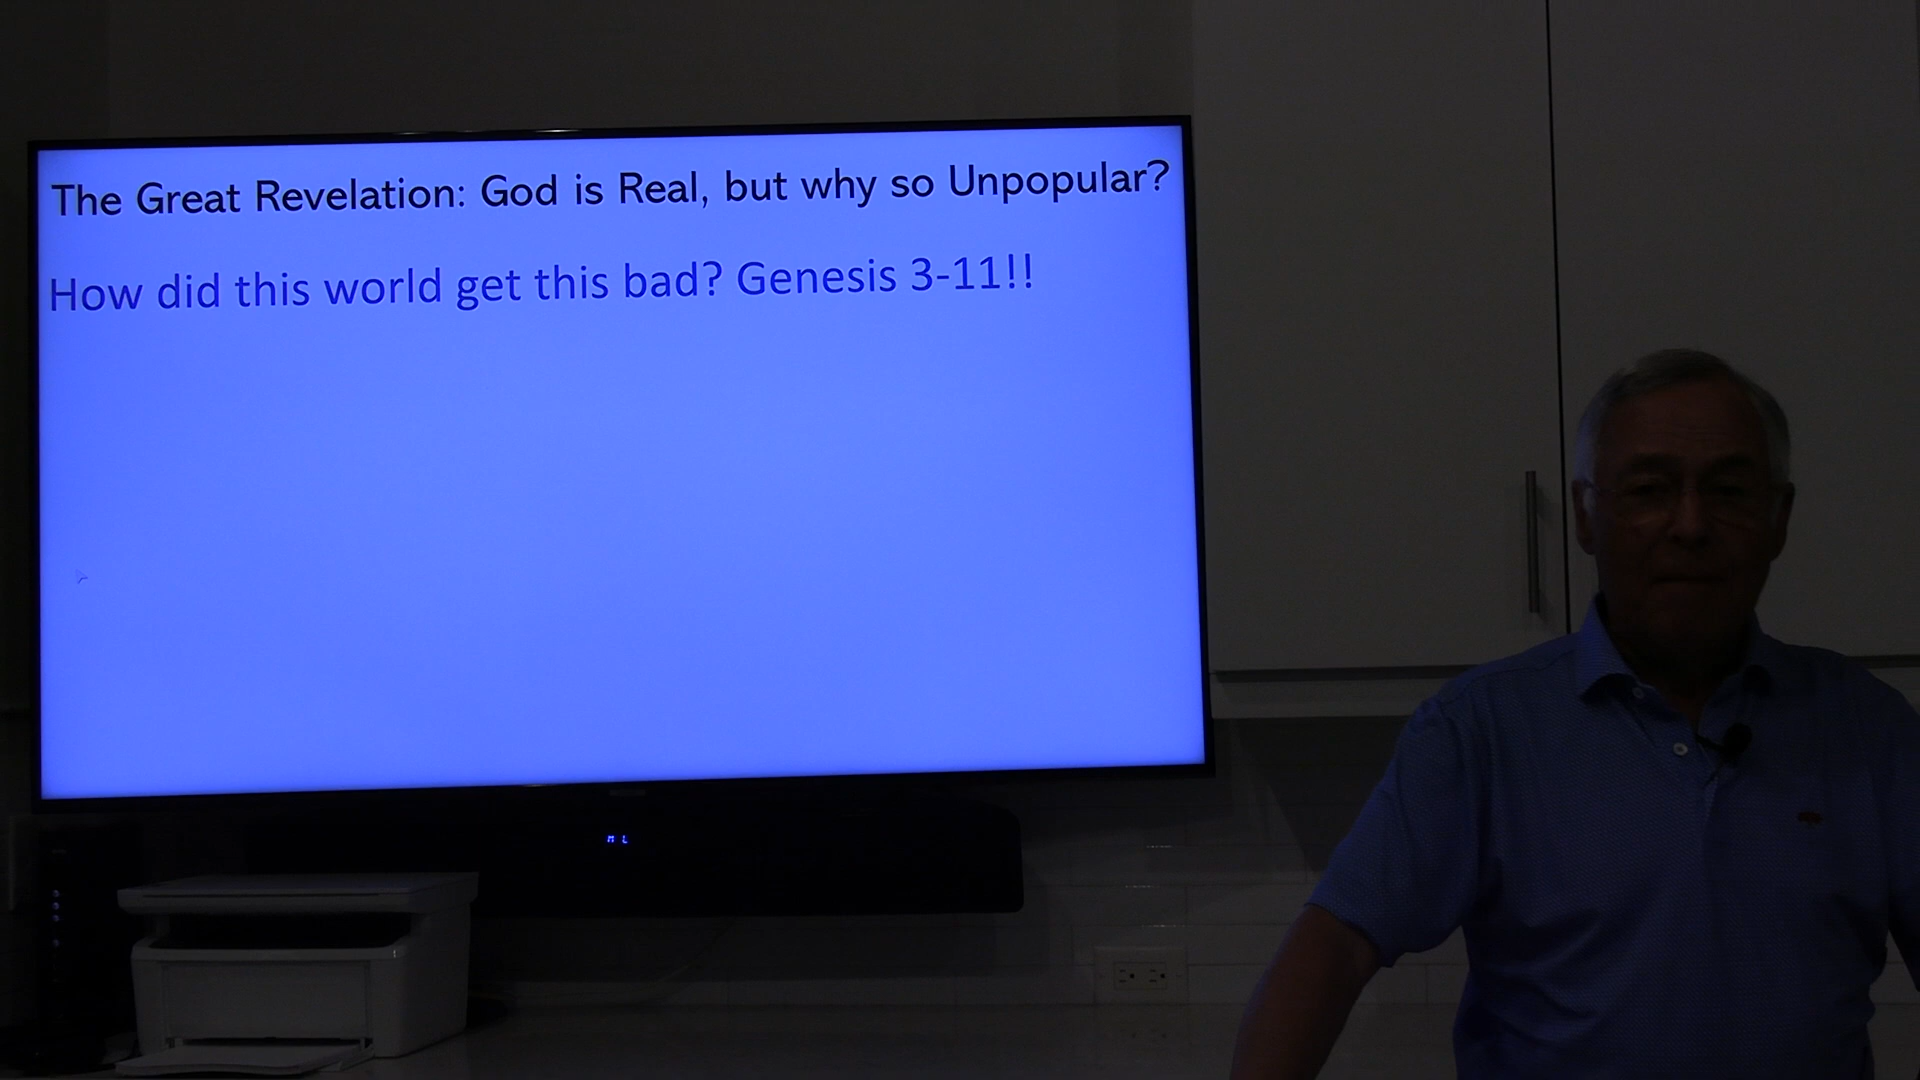 The Great Revelation: God is Real, but why so Unpopular?
How did this world get this bad? Genesis 3-11!!